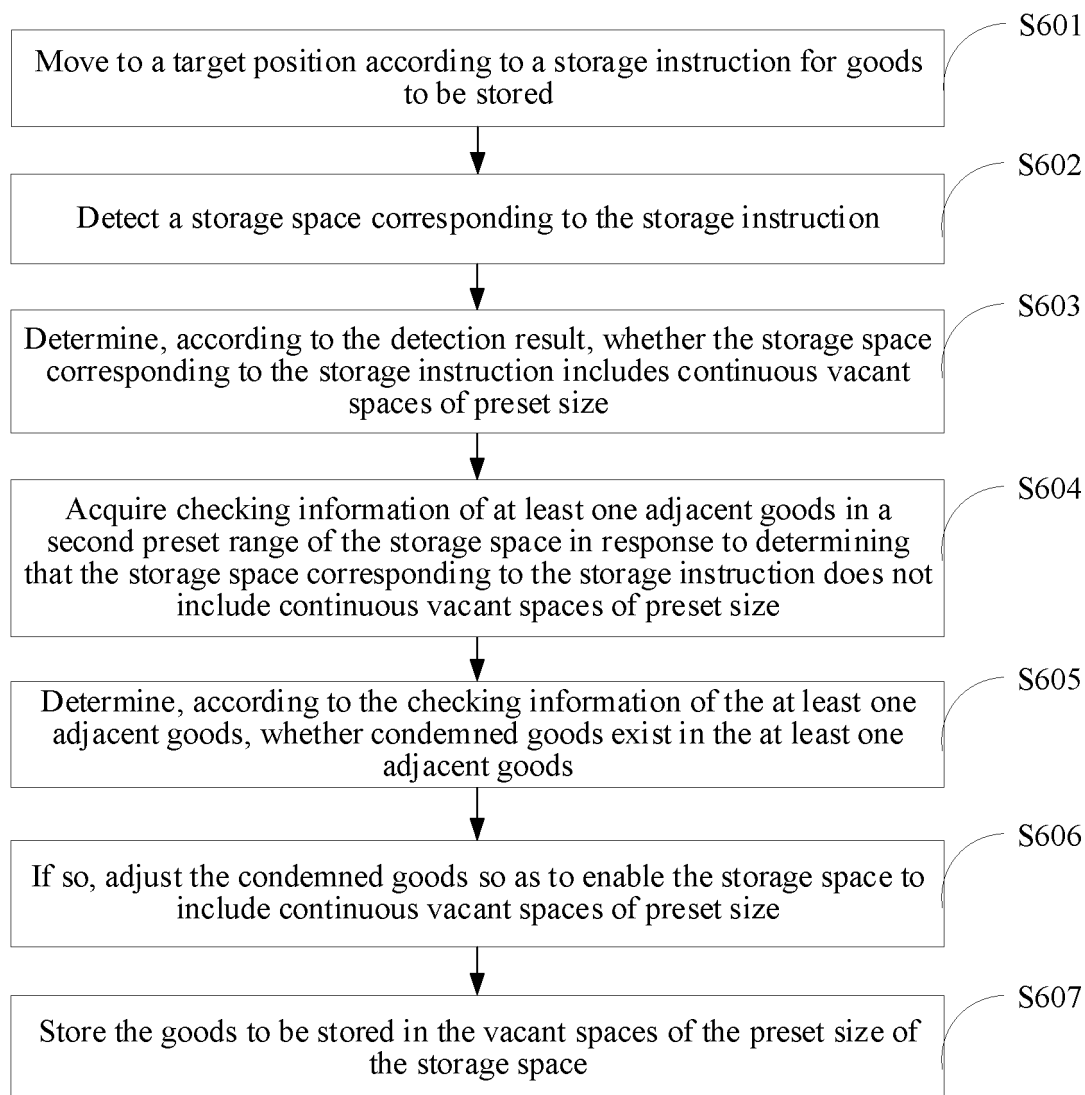 S601
Move to a target position according to a storage instruction for goods
to be stored
S602
Detect a storage space corresponding to the storage instruction
S603
Determine, according to the detection result, whether the storage space
corresponding to the storage instruction includes continuous vacant
spaces of preset size
S604
Acquire checking information of at least one adjacent goods in a
second preset range of the storage space in response to determining
that the storage space corresponding to the storage instruction does not
include continuous vacant spaces of preset size
S605
Determine, according to the checking information of the at least one
adjacent goods, whether condemned goods exist in the at least one
adjacent goods
S606
If so, adjust the condemned goods so as to enable the storage space to
include continuous vacant spaces of preset size
S607
Store the goods to be stored in the vacant spaces of the preset size of
the storage space